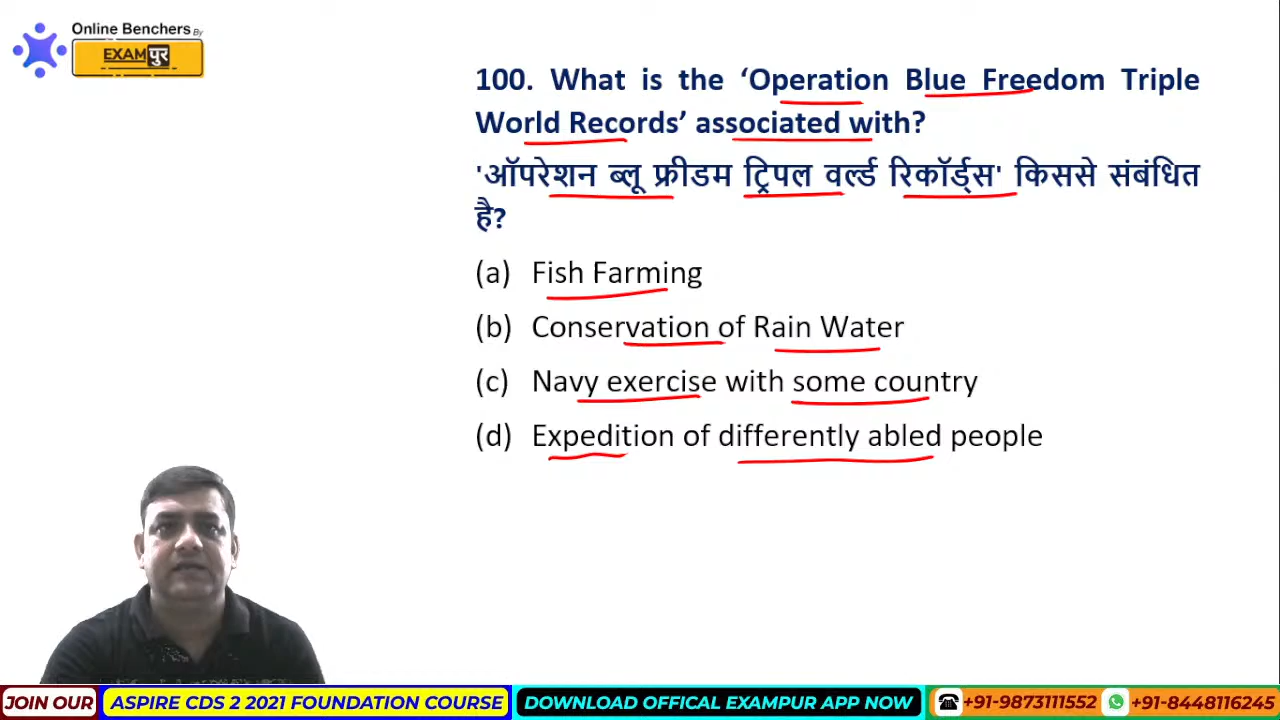 Online Benchers By
EXAMपुर
100. What is the ‘Operation Blue Freedom Triple
World Records’ associated with?
'ऑपरेशन ब्लू फ्रीडम ट्रिपल वर्ल्ड रिकॉर्ड्स' किससे संबंधित
है?
(a) Fish Farming
(b) Conservation of Rain Water
(c) Navy exercise with some country
(d) Expedition of differently abled people
JOIN OUR ASPIRE CDS 2 2021 FOUNDATION COURSE DOWNLOAD OFFICAL EXAMPUR APP NOW +91-9873111552 +91-8448116245